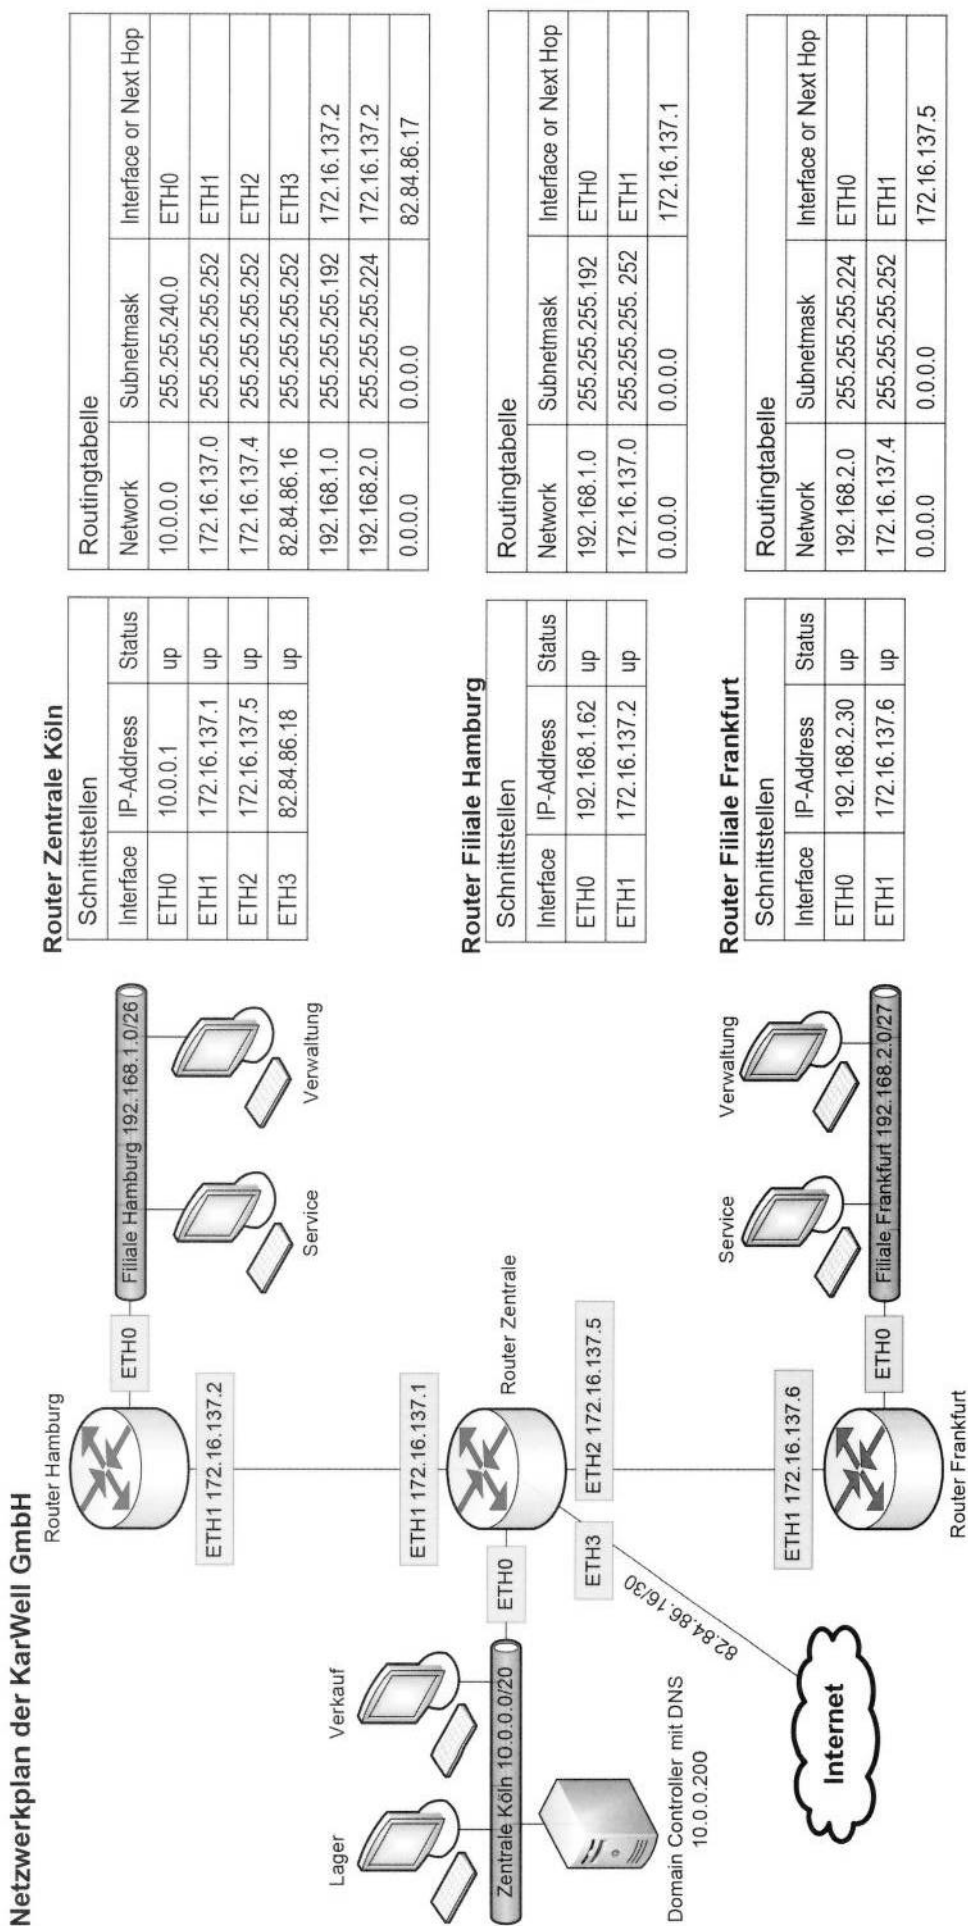 Netzwerkplan der KarWell GmbH
Router Hamburg
ETH0
Filiale Hamburg 192.168.1.0/26
Service
Verwaltung
ETH1 172.16.137.2
ETH1 172.16.137.1
Router Zentrale
ETH2 172.16.137.5
ETH0
ETH3
82.84.86.16/30
Lager
Verkauf
Zentrale Köln 10.0.0.0/20
Domain Controller mit DNS
10.0.0.200
Internet
ETH1 172.16.137.6
Router Frankfurt
ETH0
Filiale Frankfurt 192.168.2.0/27
Service
Verwaltung
Router Zentrale Köln
Schnittstellen
Interface IP-Address Status
ETH0 10.0.0.1 up
ETH1 172.16.137.1 up
ETH2 172.16.137.5 up
ETH3 82.84.86.18 up
Routingtabelle
Network Subnetmask Interface or Next Hop
10.0.0.0 255.255.240.0 ETH0
172.16.137.0 255.255.255.252 ETH1
172.16.137.4 255.255.255.252 ETH2
82.84.86.16 255.255.255.252 ETH3
192.168.1.0 255.255.255.192 172.16.137.2
192.168.2.0 255.255.255.224 172.16.137.2
0.0.0.0 0.0.0.0 82.84.86.17
Router Filiale Hamburg
Schnittstellen
Interface IP-Address Status
ETH0 192.168.1.62 up
ETH1 172.16.137.2 up
Routingtabelle
Network Subnetmask Interface or Next Hop
192.168.1.0 255.255.255.192 ETH0
172.16.137.0 255.255.255. 252 ETH1
0.0.0.0 0.0.0.0 172.16.137.1
Router Filiale Frankfurt
Schnittstellen
Interface IP-Address Status
ETH0 192.168.2.30 up
ETH1 172.16.137.6 up
Routingtabelle
Network Subnetmask Interface or Next Hop
192.168.2.0 255.255.255.224 ETH0
172.16.137.4 255.255.255.252 ETH1
0.0.0.0 0.0.0.0 172.16.137.5